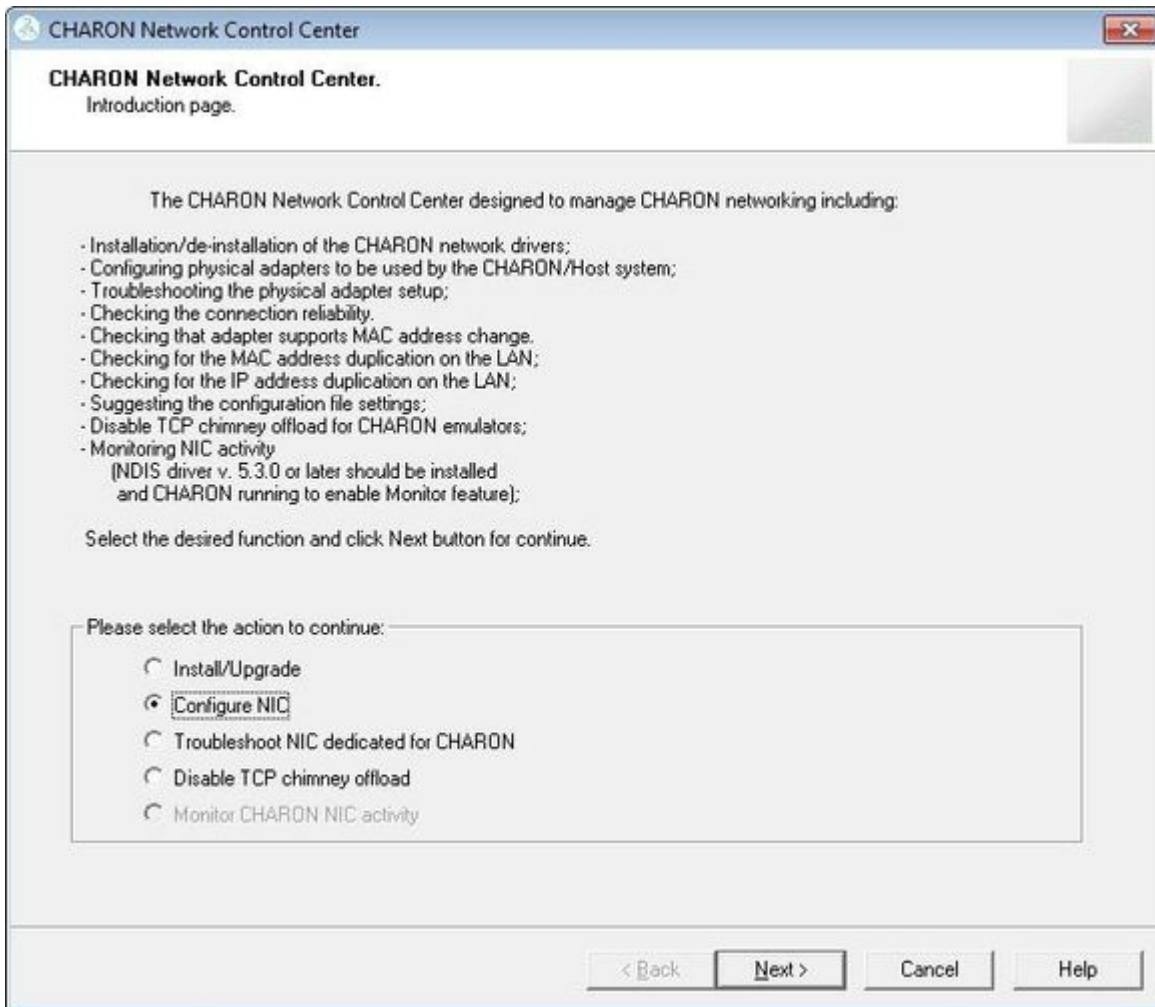 CHARON Network Control Center
CHARON Network Control Center.
Introduction page.
The CHARON Network Control Center designed to manage CHARON networking including:
- Installation/de-installation of the CHARON network drivers;
- Configuring physical adapters to be used by the CHARON/Host system;
- Troubleshooting the physical adapter setup;
- Checking the connection reliability.
- Checking that adapter supports MAC address change.
- Checking for the MAC address duplication on the LAN;
- Checking for the IP address duplication on the LAN;
- Suggesting the configuration file settings;
- Disable TCP chimney offload for CHARON emulators;
- Monitoring NIC activity
(NDIS driver v. 5.3.0 or later should be installed
and CHARON running to enable Monitor feature);
Select the desired function and click Next button for continue.
Please select the action to continue:
Install/Upgrade
Configure NIC
Troubleshoot NIC dedicated for CHARON
Disable TCP chimney offload
Monitor CHARON NIC activity
< Back Next > Cancel Help